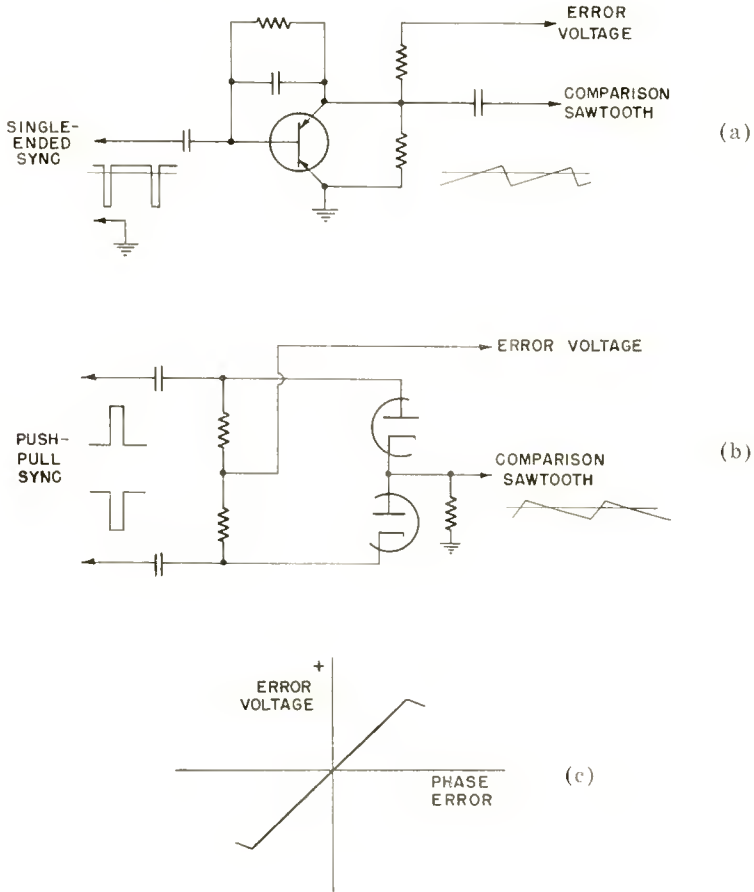 ERROR
VOLTAGE
COMPARISON
SAWTOOTH
SINGLE-
ENDED
SYNC
(a)
ERROR VOLTAGE
PUSH-
PULL
SYNC
COMPARISON
SAWTOOTH
(b)
+
ERROR
VOLTAGE
PHASE
ERROR
(c)